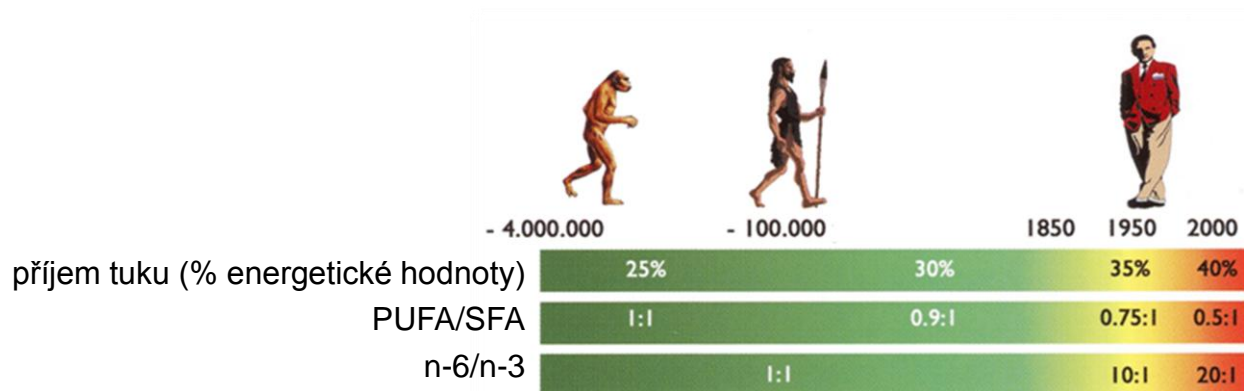 - 4.000.000 - 100.000 1850 1950 2000
příjem tuku (% energetické hodnoty) 25% 30% 35% 40%
PUFA/SFA 1:1 0.9:1 0.75:1 0.5:1
n-6/n-3 1:1 10:1 20:1